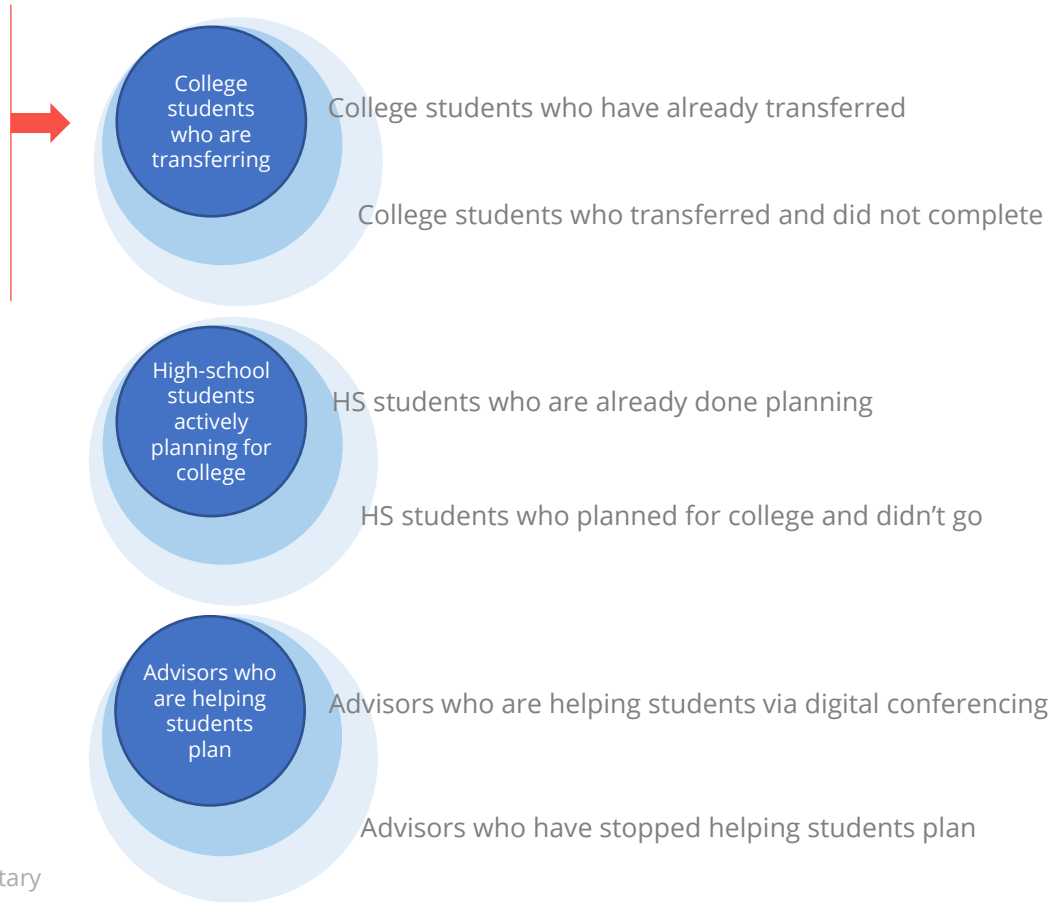 College
students
who are
transferring
College students who have already transferred
College students who transferred and did not complete
High-school
students
actively
planning for
college
HS students who are already done planning
HS students who planned for college and didn’t go
Advisors who
are helping
students
plan
Advisors who are helping students via digital conferencing
Advisors who have stopped helping students plan
tary